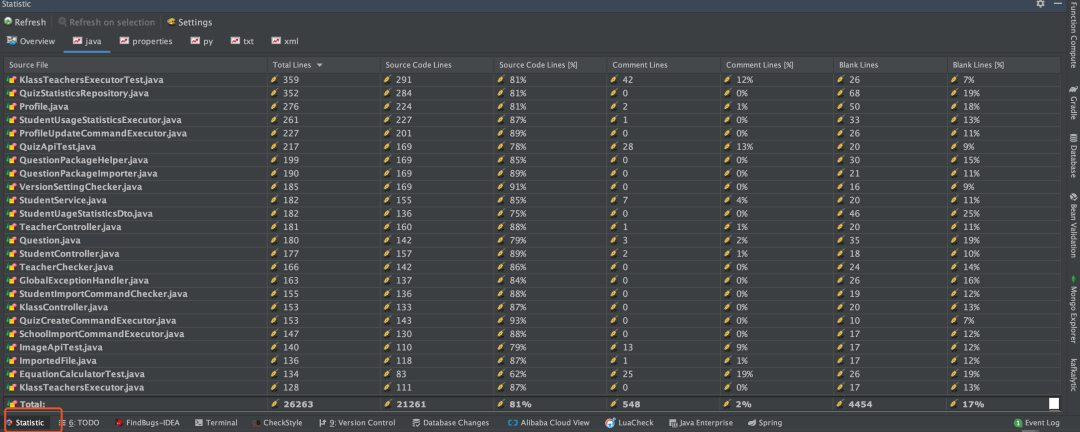 Statistic
Refresh Refresh on selection Settings
Overview java properties py txt xml
Source File Total Lines Source Code Lines Source Code Lines [%] Comment Lines Comment Lines [%] Blank Lines Blank Lines [%]
KlassTeachersExecutorTest.java 359 291 81% 42 12% 26 7%
QuizStatisticsRepository.java 352 284 81% 0 0% 68 19%
Profile.java 276 224 81% 2 1% 50 18%
StudentUsageStatisticsExecutor.java 261 227 87% 1 0% 33 13%
ProfileUpdateCommandExecutor.java 227 201 89% 0 0% 26 11%
QuizApiTest.java 217 169 78% 28 13% 20 9%
QuestionPackageHelper.java 199 169 85% 0 0% 30 15%
QuestionPackageImporter.java 190 169 89% 0 0% 21 11%
VersionSettingChecker.java 185 169 91% 0 0% 16 9%
StudentService.java 182 155 85% 7 4% 20 11%
StudentUageStatisticsDto.java 182 136 75% 0 0% 46 25%
TeacherController.java 181 160 88% 1 1% 20 11%
Question.java 180 142 79% 3 2% 35 19%
StudentController.java 177 157 89% 2 1% 18 10%
TeacherChecker.java 166 142 86% 0 0% 24 14%
GlobalExceptionHandler.java 163 137 84% 0 0% 26 16%
StudentImportCommandChecker.java 155 136 88% 0 0% 19 12%
KlassController.java 153 133 87% 0 0% 20 13%
QuizCreateCommandExecutor.java 153 143 93% 0 0% 10 7%
SchoolImportCommandExecutor.java 147 130 88% 0 0% 17 12%
ImageApiTest.java 140 110 79% 13 9% 17 12%
ImportedFile.java 136 118 87% 1 1% 17 12%
EquationCalculatorTest.java 134 83 62% 25 19% 26 19%
KlassTeachersExecutor.java 128 111 87% 0 0% 17 13%
Total: 26263 21261 81% 548 2% 4454 17%
Statistic 6: TODO FindBugs-IDEA Terminal CheckStyle 9: Version Control Database Changes Alibaba Cloud View LuaCheck Java Enterprise Spring 1 Event Log
Function Compute
Gradle
Database
Bean Validation
Mongo Explorer
kafkalytic